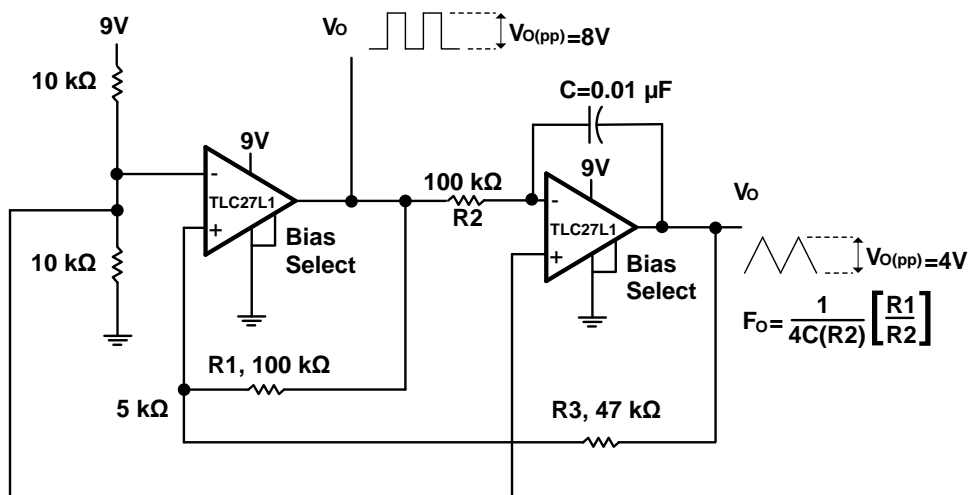 9V
10 kΩ
10 kΩ
9V
-
TLC27L1
+
Bias
Select
Vo
VO(pp)=8V
C=0.01 µF
100 kΩ
R2
9V
-
TLC27L1
+
Bias
Select
Vo
VO(pp)=4V
FO= 1/4C(R2) [R1/R2]
R1, 100 kΩ
5 kΩ
R3, 47 kΩ